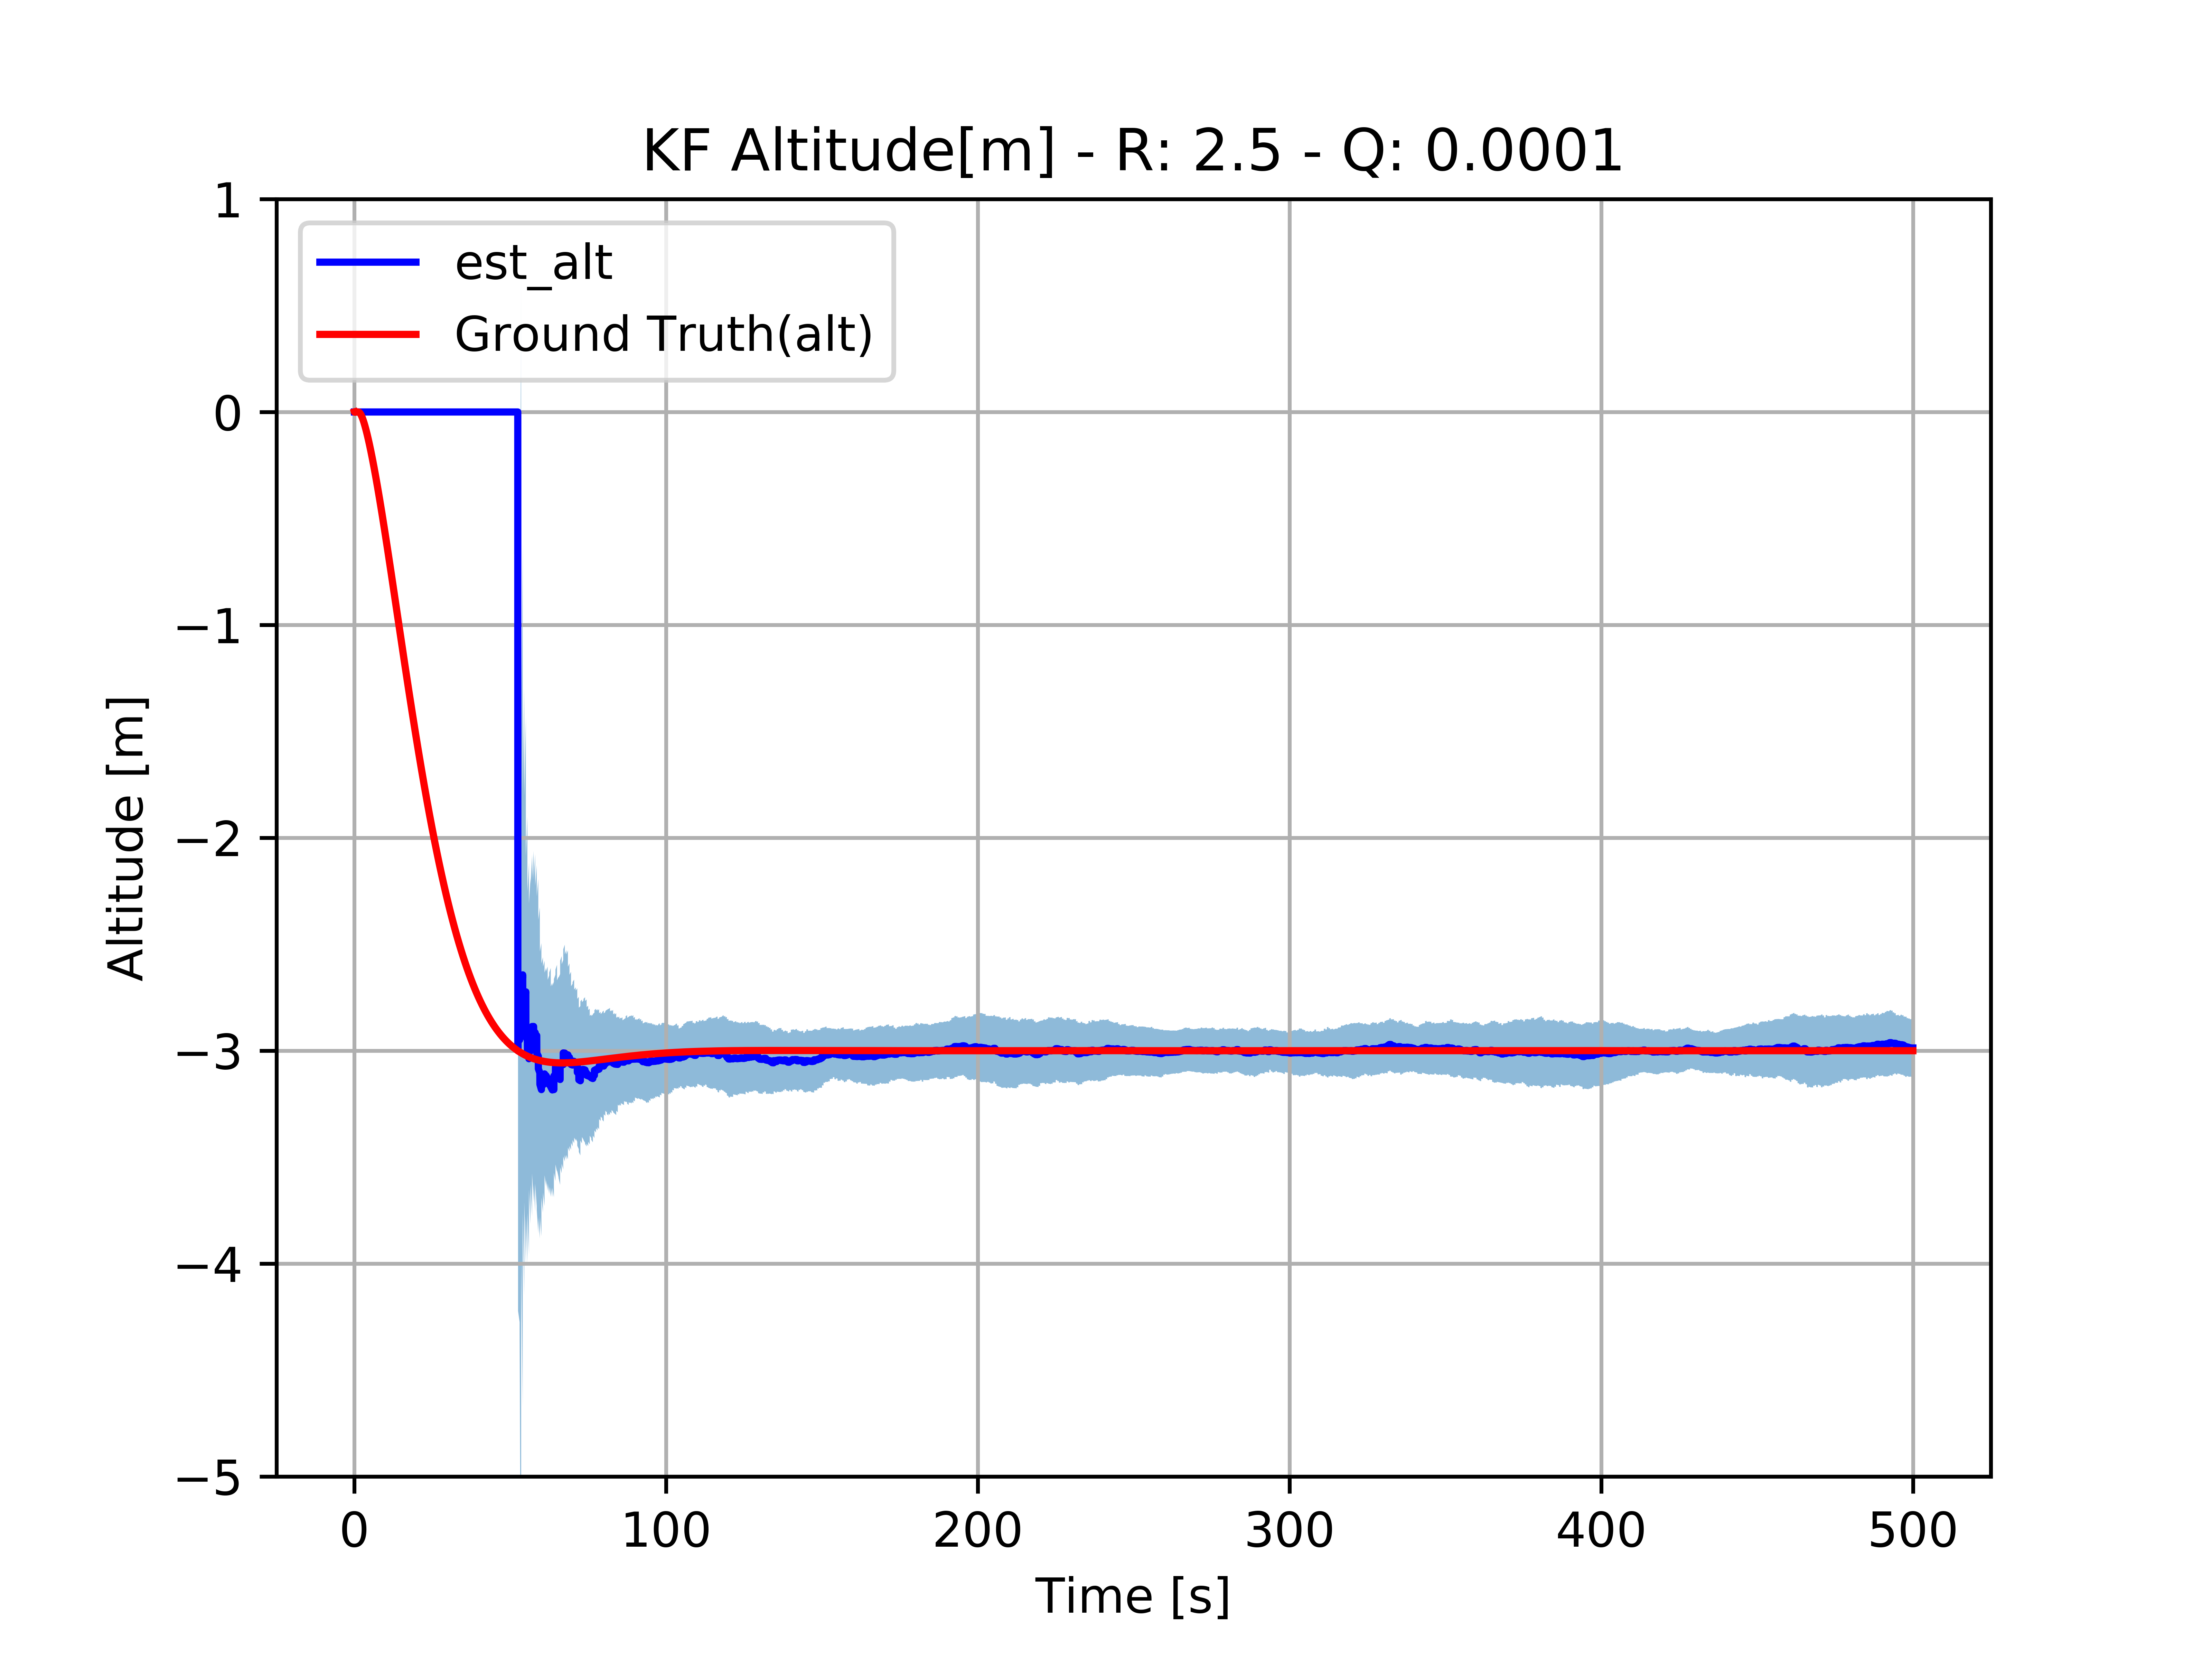 KF Altitude[m] - R: 2.5 - Q: 0.0001
1
est_alt
Ground Truth(alt)
0
−1
−2
−3
−4
−5
Altitude [m]
0 100 200 300 400 500
Time [s]